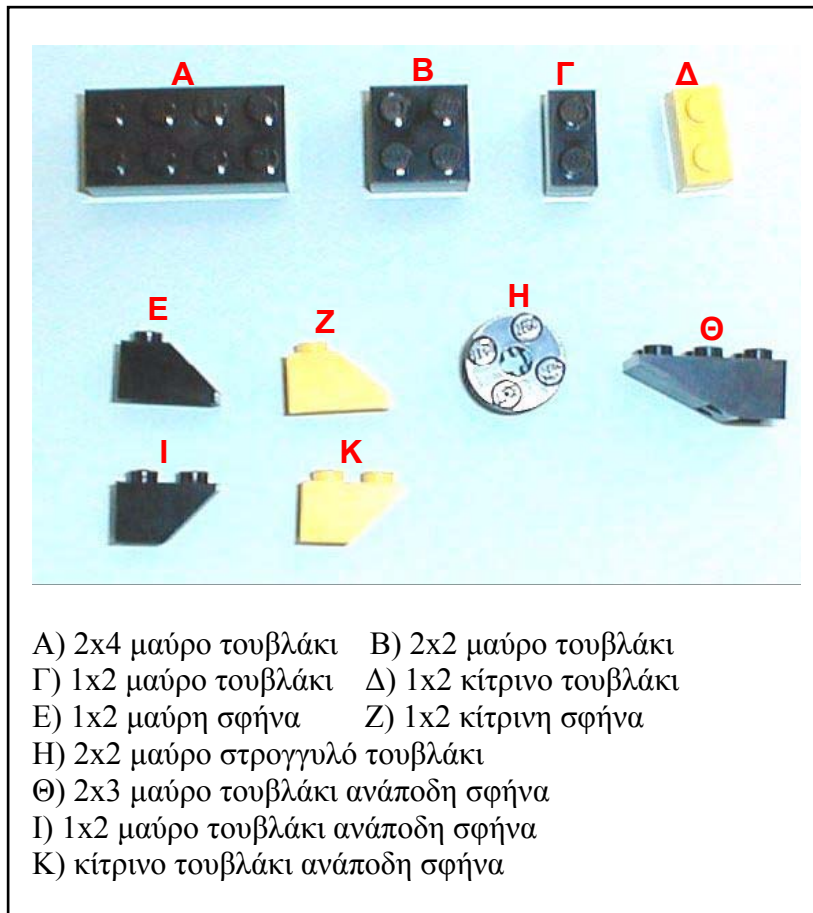 Α Β Γ Δ
Ε Ζ Η Θ
Ι Κ
Α) 2x4 μαύρο τουβλάκι Β) 2x2 μαύρο τουβλάκι
Γ) 1x2 μαύρο τουβλάκι Δ) 1x2 κίτρινο τουβλάκι
Ε) 1x2 μαύρη σφήνα Ζ) 1x2 κίτρινη σφήνα
Η) 2x2 μαύρο στρογγυλό τουβλάκι
Θ) 2x3 μαύρο τουβλάκι ανάποδη σφήνα
Ι) 1x2 μαύρο τουβλάκι ανάποδη σφήνα
Κ) κίτρινο τουβλάκι ανάποδη σφήνα